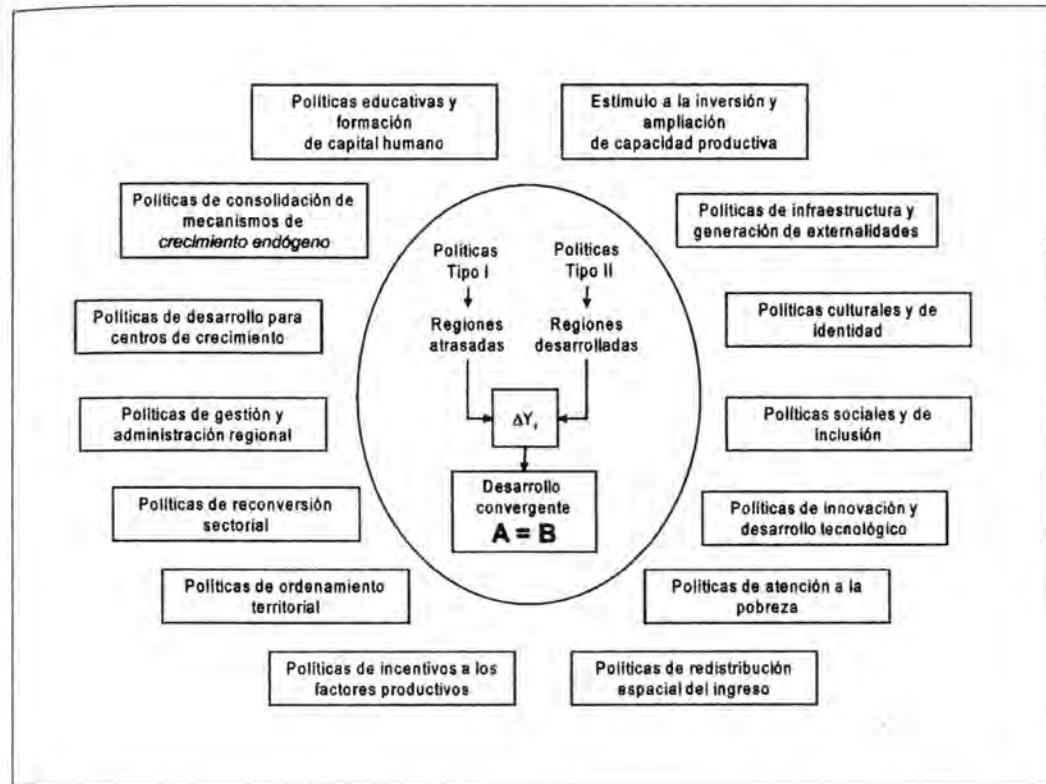 Políticas educativas y
formación
de capital humano
Estímulo a la inversión y
ampliación
de capacidad productiva
Políticas de consolidación de
mecanismos de
crecimiento endógeno
Políticas de infraestructura y
generación de externalidades
Políticas de desarrollo para
centros de crecimiento
Políticas culturales y de
identidad
Políticas de gestión y
administración regional
Políticas sociales y de
inclusión
Políticas de reconversión
sectorial
Políticas de innovación y
desarrollo tecnológico
Políticas de ordenamiento
territorial
Políticas de atención a la
pobreza
Políticas de incentivos a los
factores productivos
Políticas de redistribución
espacial del ingreso
Políticas
Tipo I
Políticas
Tipo II
Regiones
atrasadas
Regiones
desarrolladas
ΔYᵣ
Desarrollo
convergente
A = B